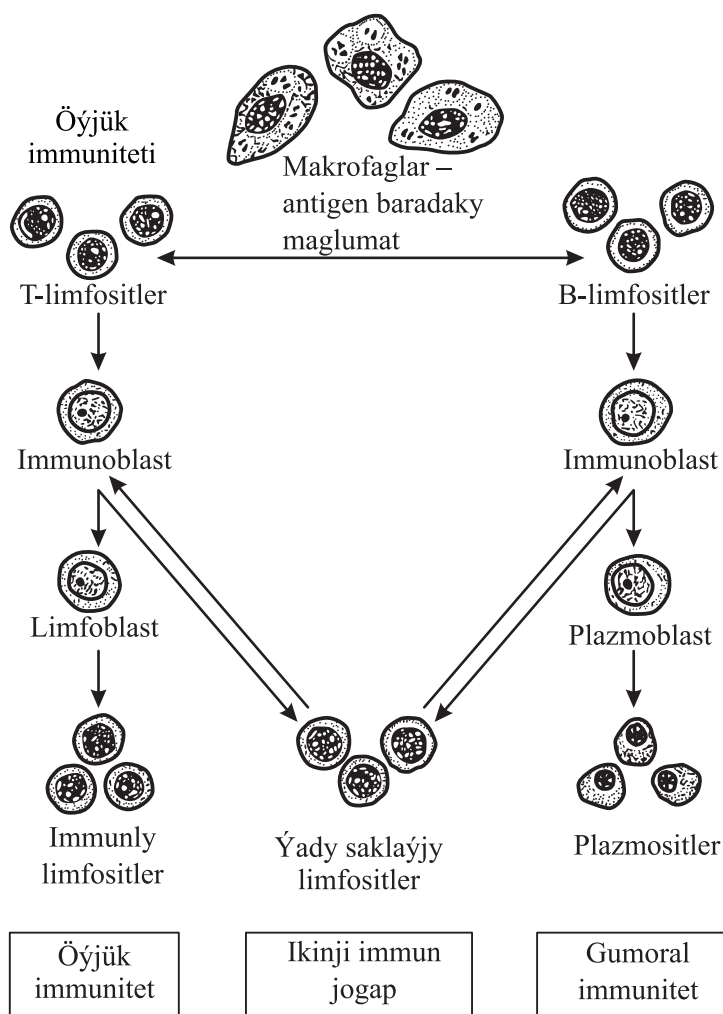 Öýjük
immuniteti
Makrofaglar –
antigen baradaky
maglumat
T-limfositler
B-limfositler
Immunoblast
Immunoblast
Limfoblast
Plazmoblast
Immunly
limfositler
Ýady saklaýjy
limfositler
Plazmositler
Öýjük
immunitet
Ikinji immun
jogap
Gumoral
immunitet